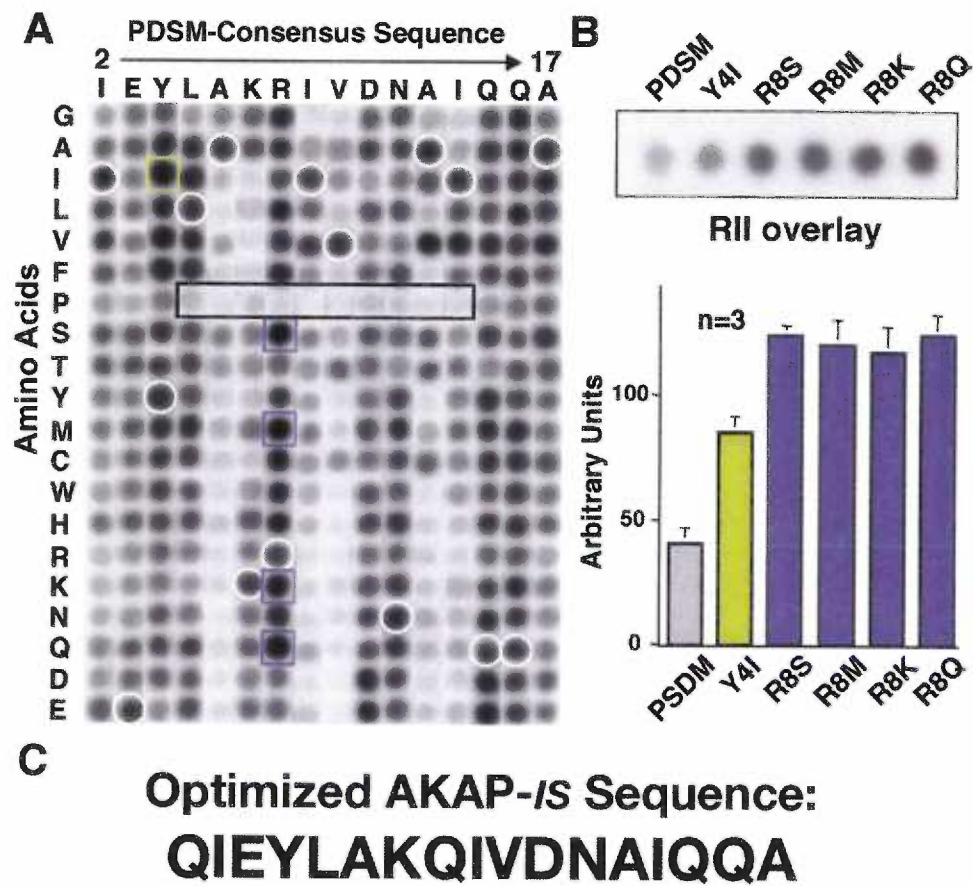 A
PDSM-Consensus Sequence
2 17
I E Y L A K R I V D N A I Q Q A
Amino Acids
G
A
I
L
V
F
P
S
T
Y
M
C
W
H
R
K
N
Q
D
E
B
PDSM Y4I R8S R8M R8K R8Q
RII overlay
n=3
Arbitrary Units
100
50
0
PSDM Y4I R8S R8M R8K R8Q
C
Optimized AKAP-IS Sequence:
QIEYLAKQIVDNAIQQA